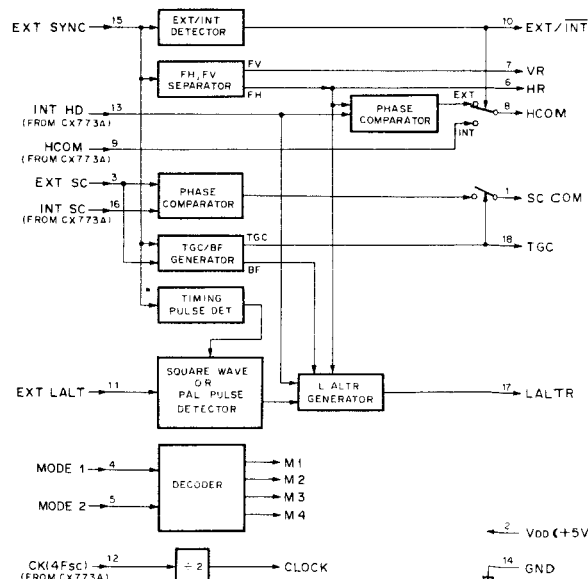 EXT SYNC 15 EXT/INT DETECTOR 10 EXT/INT
FH, FV SEPARATOR FV 7 VR
FH 6 HR
INT HD 13 (FROM CX773A) PHASE COMPARATOR EXT 8 HCOM
HCOM 9 (FROM CX773A) INT
EXT SC 3 PHASE COMPARATOR 1 SC COM
INT SC 16 (FROM CX773A)
TGC/BF GENERATOR TGC 18 TGC
BF
TIMING PULSE DET
EXT LALT 11 SQUARE WAVE OR PAL PULSE DETECTOR L ALTR GENERATOR 17 LALTR
MODE 1 4 DECODER M1
M2
MODE 2 5 M3
M4
2 VDD (+5V
CK(4FSC) 12 (FROM CX773A) ÷2 CLOCK 14 GND